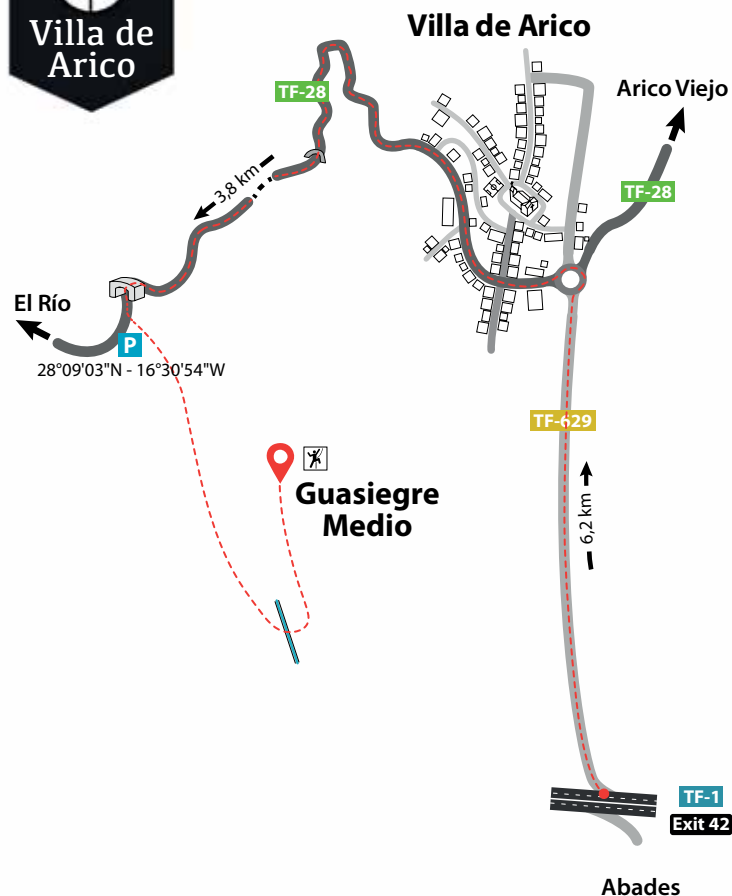 Villa de
Arico
Villa de Arico
TF-28
Arico Viejo
3,8 km
TF-28
El Río
P
28°09'03"N - 16°30'54"W
TF-629
Guasiegre
Medio
6,2 km
TF-1
Exit 42
Abades